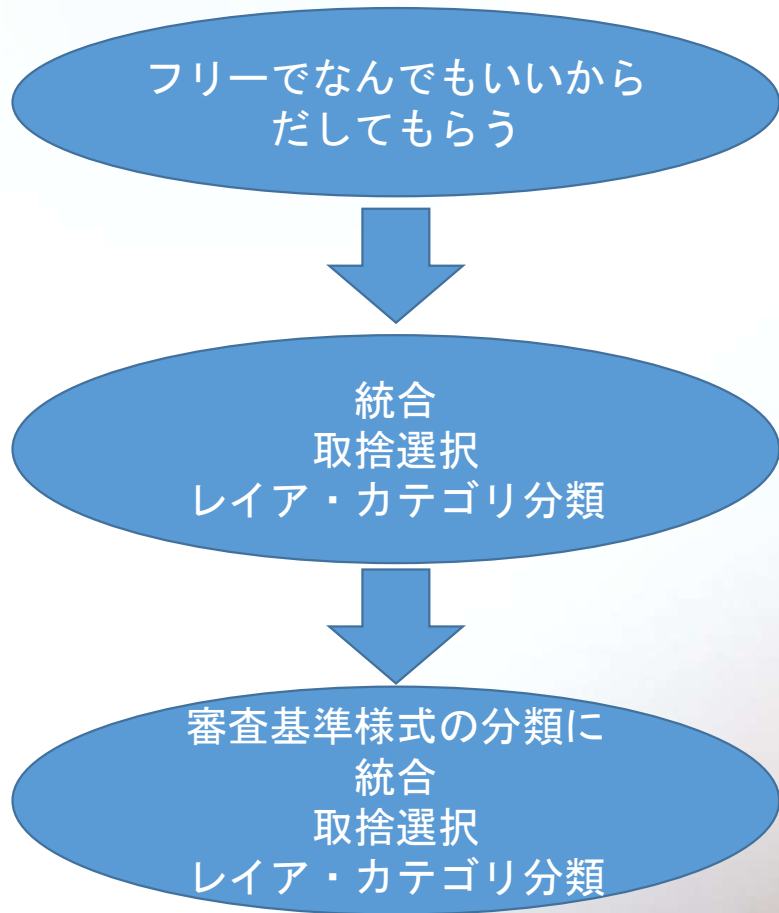 フリーでなんでもいいから
だしてもらう
統合
取捨選択
レイア・カテゴリ分類
審査基準様式の分類に
統合
取捨選択
レイア・カテゴリ分類